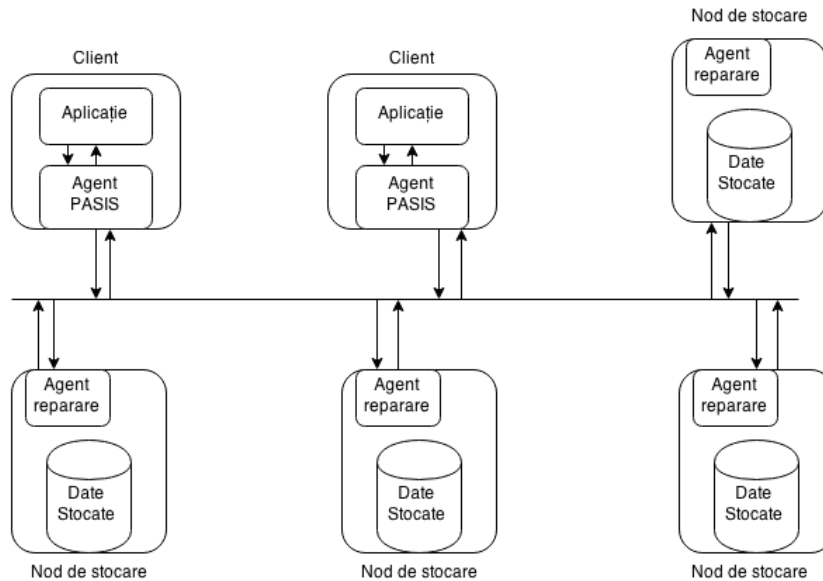 Nod de stocare
Client
Client
Agent
reparare
Aplicație
Aplicație
Date
Stocate
Agent
PASIS
Agent
PASIS
Agent
reparare
Agent
reparare
Agent
reparare
Date
Stocate
Date
Stocate
Date
Stocate
Nod de stocare
Nod de stocare
Nod de stocare